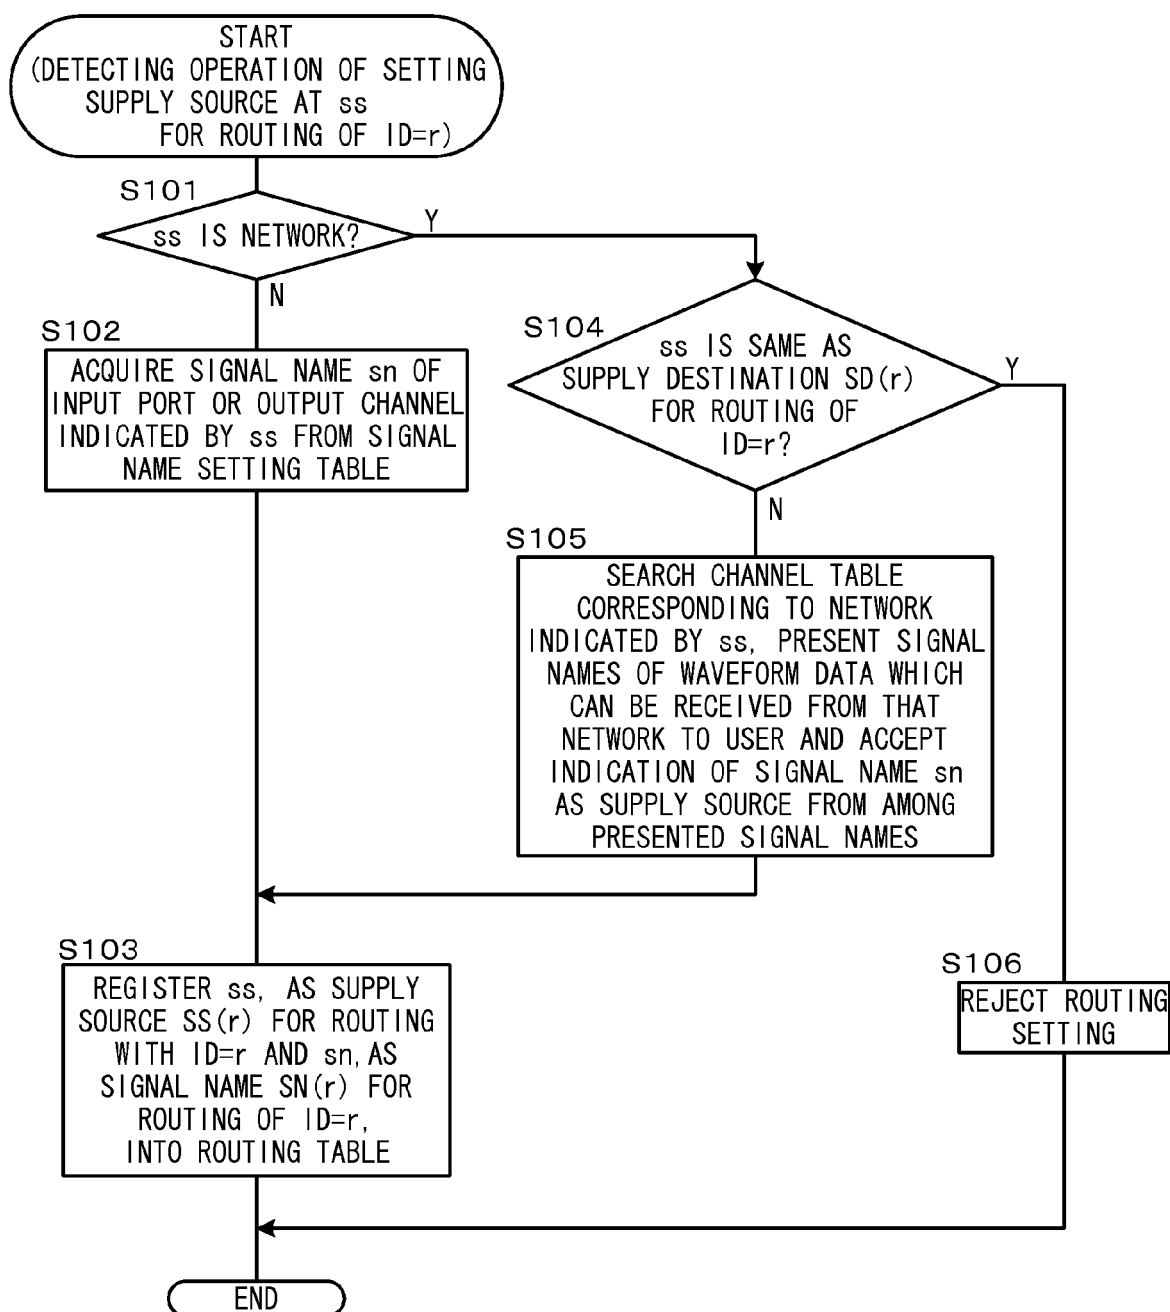 START
(DETECTING OPERATION OF SETTING
SUPPLY SOURCE AT ss
FOR ROUTING OF ID=r)
S101
ss IS NETWORK?
Y
N
S102
ACQUIRE SIGNAL NAME sn OF
INPUT PORT OR OUTPUT CHANNEL
INDICATED BY ss FROM SIGNAL
NAME SETTING TABLE
S104
ss IS SAME AS
SUPPLY DESTINATION SD(r)
FOR ROUTING OF
ID=r?
Y
N
S105
SEARCH CHANNEL TABLE
CORRESPONDING TO NETWORK
INDICATED BY ss, PRESENT SIGNAL
NAMES OF WAVEFORM DATA WHICH
CAN BE RECEIVED FROM THAT
NETWORK TO USER AND ACCEPT
INDICATION OF SIGNAL NAME sn
AS SUPPLY SOURCE FROM AMONG
PRESENTED SIGNAL NAMES
S103
REGISTER ss, AS SUPPLY
SOURCE SS(r) FOR ROUTING
WITH ID=r AND sn, AS
SIGNAL NAME SN(r) FOR
ROUTING OF ID=r,
INTO ROUTING TABLE
S106
REJECT ROUTING
SETTING
END